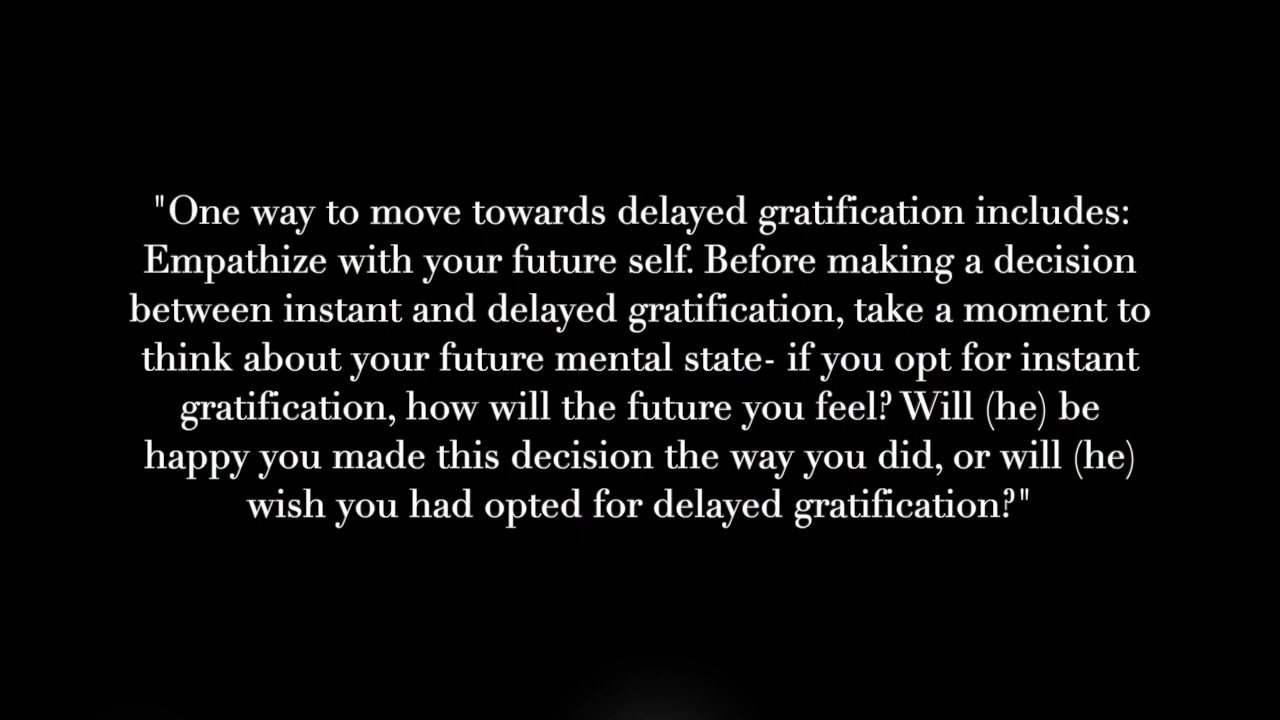 "One way to move towards delayed gratification includes:
Empathize with your future self. Before making a decision
between instant and delayed gratification, take a moment to
think about your future mental state- if you opt for instant
gratification, how will the future you feel? Will (he) be
happy you made this decision the way you did, or will (he)
wish you had opted for delayed gratification?"